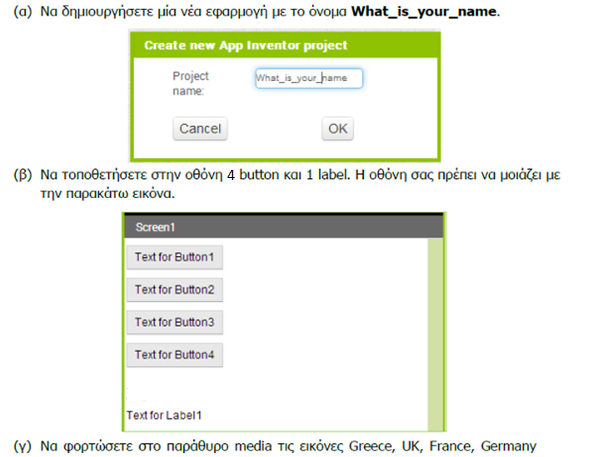 (α) Να δημιουργήσετε μία νέα εφαρμογή με το όνομα What_is_your_name.
Create new App Inventor project
Project
name:
What_is_your_name
Cancel
OK
(β) Να τοποθετήσετε στην οθόνη 4 button και 1 label. Η οθόνη σας πρέπει να μοιάζει με
την παρακάτω εικόνα.
Screen1
Text for Button1
Text for Button2
Text for Button3
Text for Button4
Text for Label1
(γ) Να φορτώσετε στο παράθυρο media τις εικόνες Greece, UK, France, Germany